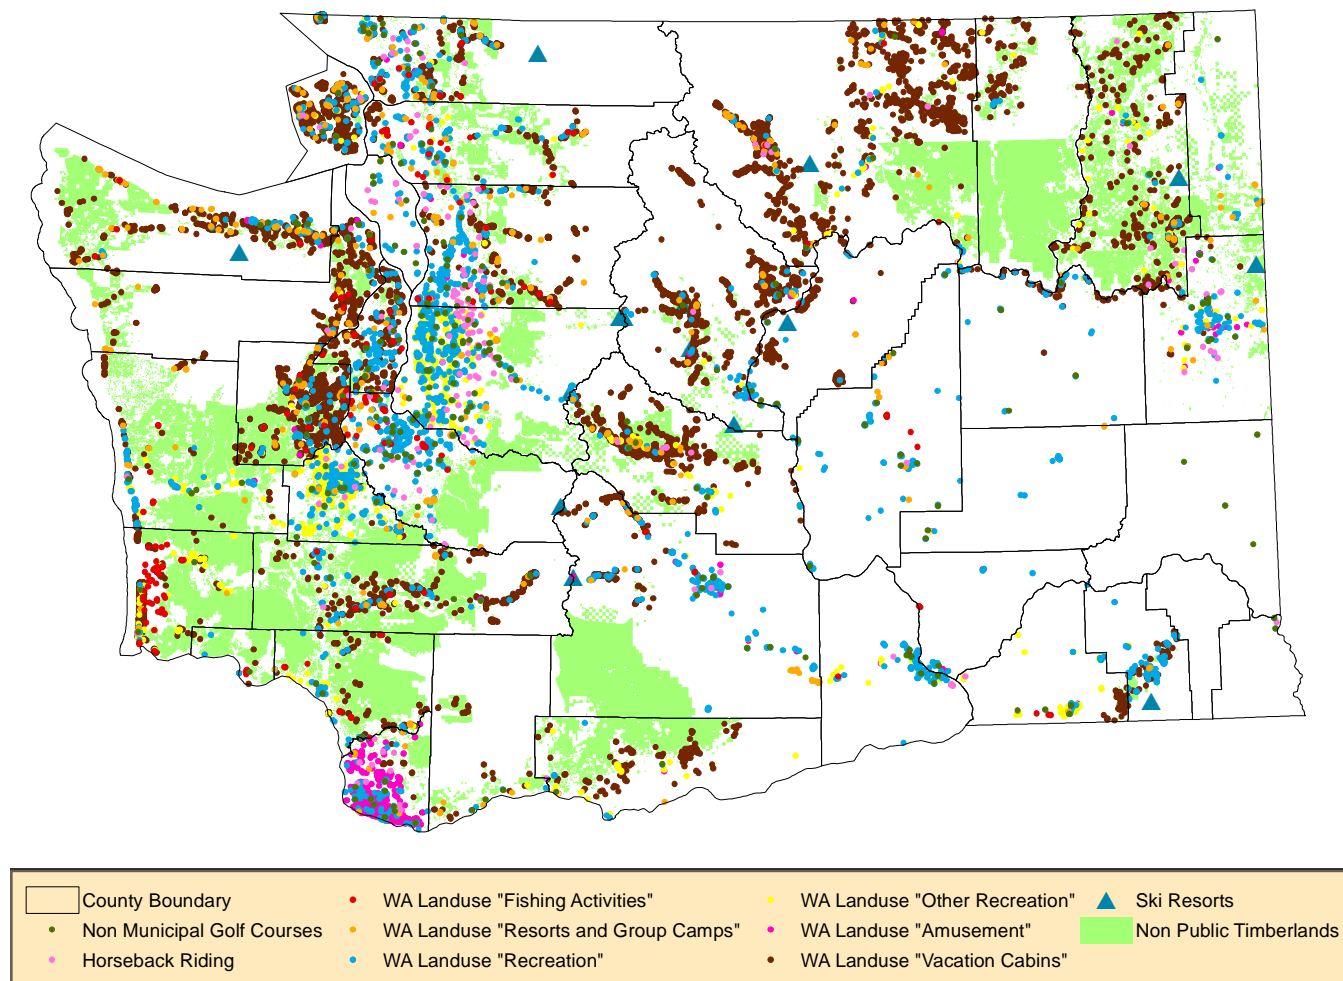 County Boundary
Non Municipal Golf Courses
Horseback Riding
WA Landuse "Fishing Activities"
WA Landuse "Resorts and Group Camps"
WA Landuse "Recreation"
WA Landuse "Other Recreation"
WA Landuse "Amusement"
WA Landuse "Vacation Cabins"
Ski Resorts
Non Public Timberlands